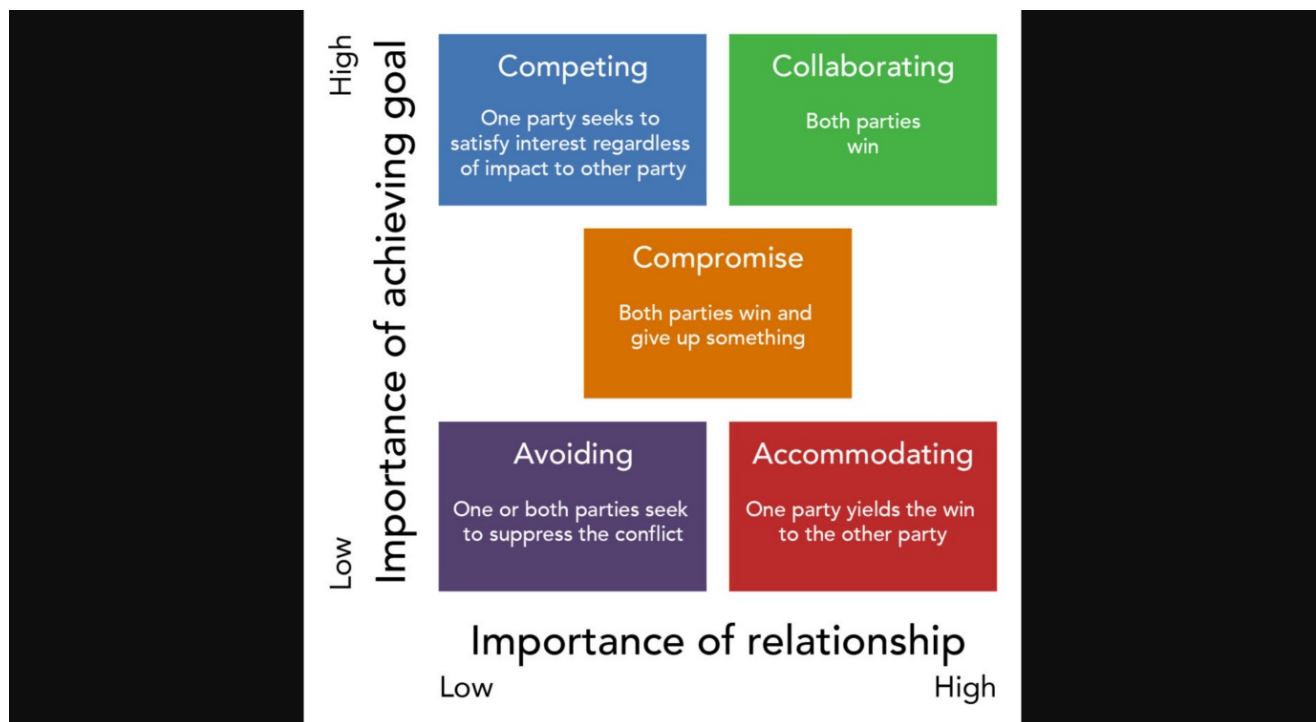 High
Importance of achieving goal
Low
Competing
One party seeks to
satisfy interest regardless
of impact to other party
Collaborating
Both parties
win
Compromise
Both parties win and
give up something
Avoiding
One or both parties seek
to suppress the conflict
Accommodating
One party yields the win
to the other party
Importance of relationship
Low
High